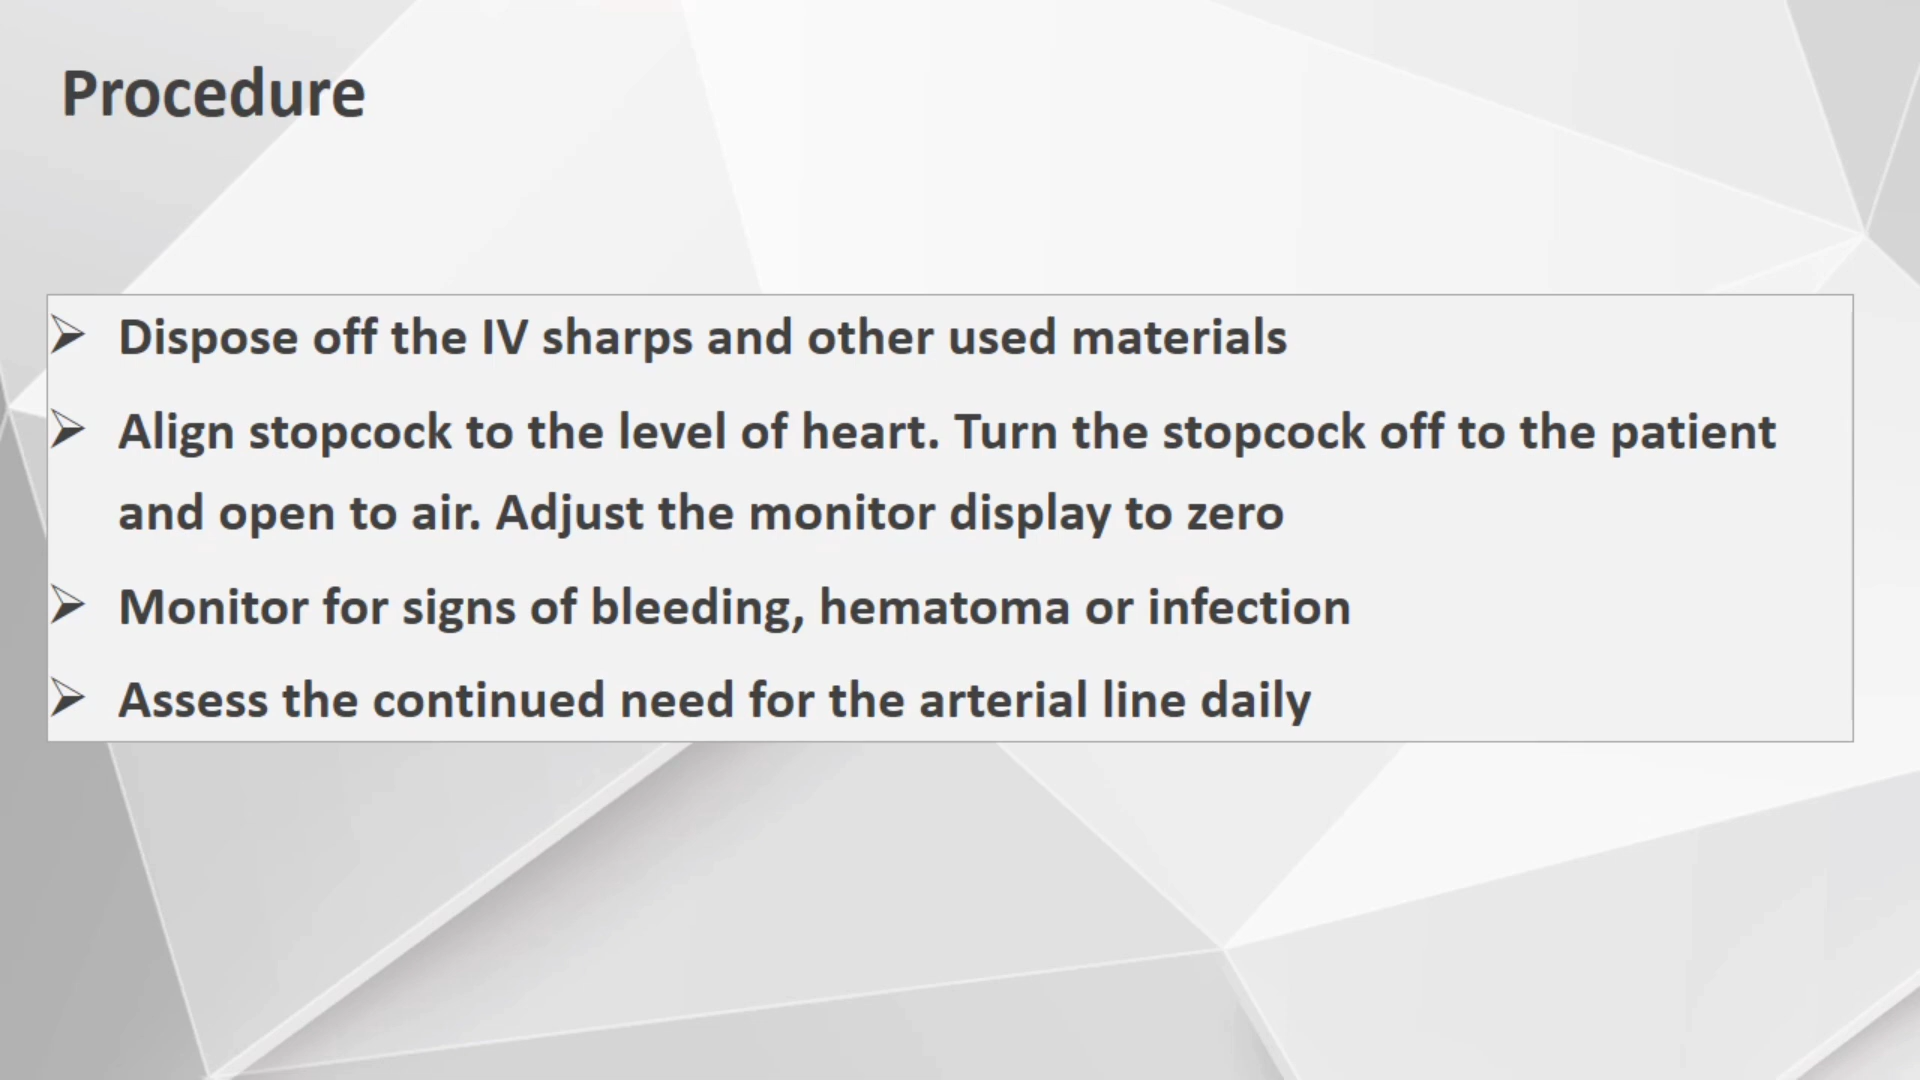 Procedure
Dispose off the IV sharps and other used materials
Align stopcock to the level of heart. Turn the stopcock off to the patient
and open to air. Adjust the monitor display to zero
Monitor for signs of bleeding, hematoma or infection
Assess the continued need for the arterial line daily